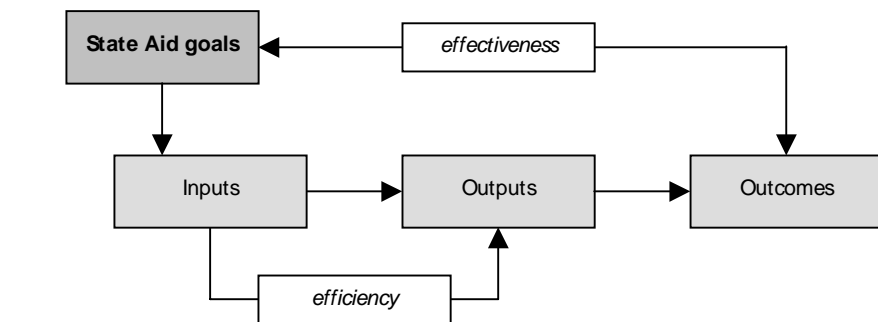 State Aid goals
effectiveness
Inputs
Outputs
Outcomes
efficiency